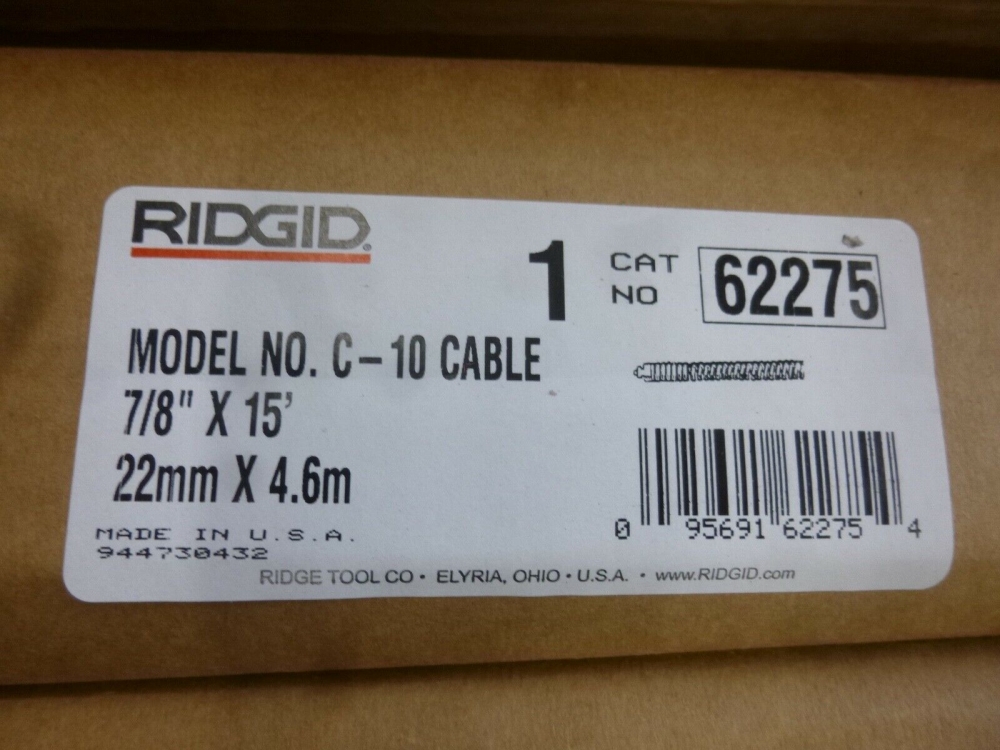 RIDGID®
1 CAT NO 62275
MODEL NO. C-10 CABLE
7/8" X 15'
22mm X 4.6m
MADE IN U.S.A.
944730432
0 95691 62275 4
RIDGE TOOL CO • ELYRIA, OHIO • U.S.A. • www.RIDGID.com